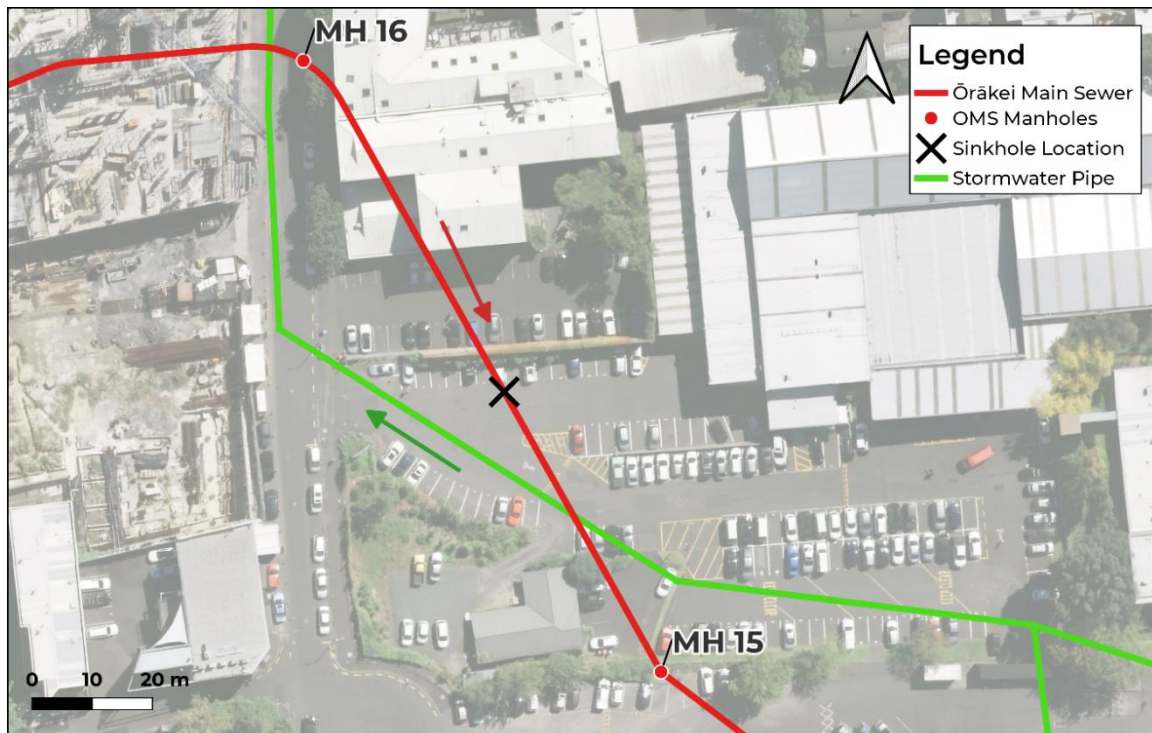 MH 16
Legend
Ōrākei Main Sewer
OMS Manholes
Sinkhole Location
Stormwater Pipe
MH 15
0 10 20 m